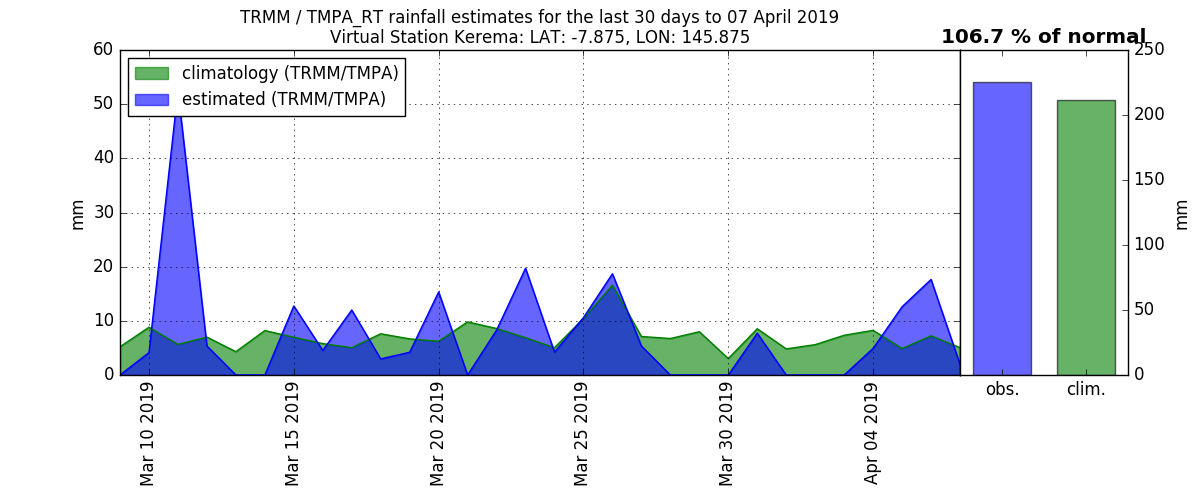 TRMM / TMPA_RT rainfall estimates for the last 30 days to 07 April 2019
Virtual Station Kerema: LAT: -7.875, LON: 145.875
106.7 % of normal
climatology (TRMM/TMPA)
estimated (TRMM/TMPA)
60
50
40
30
20
10
0
mm
Mar 10 2019
Mar 15 2019
Mar 20 2019
Mar 25 2019
Mar 30 2019
Apr 04 2019
obs.
clim.
250
200
150
100
50
0
mm